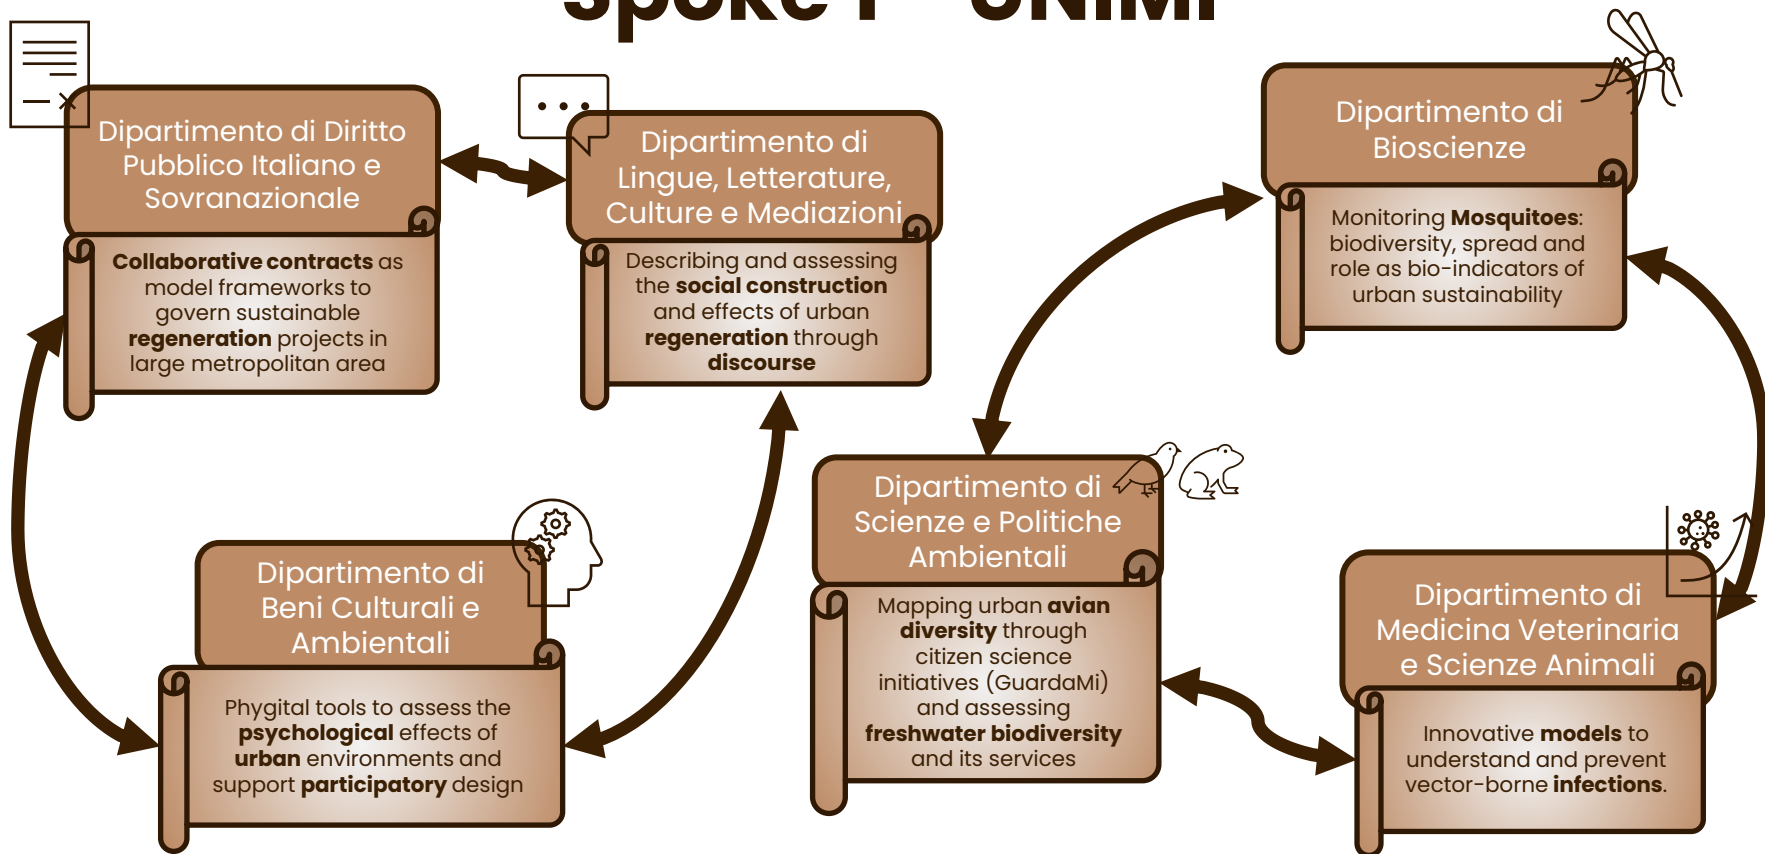 Spoke 1 - UNIMI
Dipartimento di Diritto
Pubblico Italiano e
Sovranazionale
Collaborative contracts as
model frameworks to
govern sustainable
regeneration projects in
large metropolitan area
Dipartimento di
Lingue, Letterature,
Culture e Mediazioni
Describing and assessing
the social construction
and effects of urban
regeneration through
discourse
Dipartimento di
Beni Culturali e
Ambientali
Phygital tools to assess the
psychological effects of
urban environments and
support participatory design
Dipartimento di
Bioscienze
Monitoring Mosquitoes:
biodiversity, spread and
role as bio-indicators of
urban sustainability
Dipartimento di
Scienze e Politiche
Ambientali
Mapping urban avian
diversity through
citizen science
initiatives (GuardaMi)
and assessing
freshwater biodiversity
and its services
Dipartimento di
Medicina Veterinaria
e Scienze Animali
Innovative models to
understand and prevent
vector-borne infections.